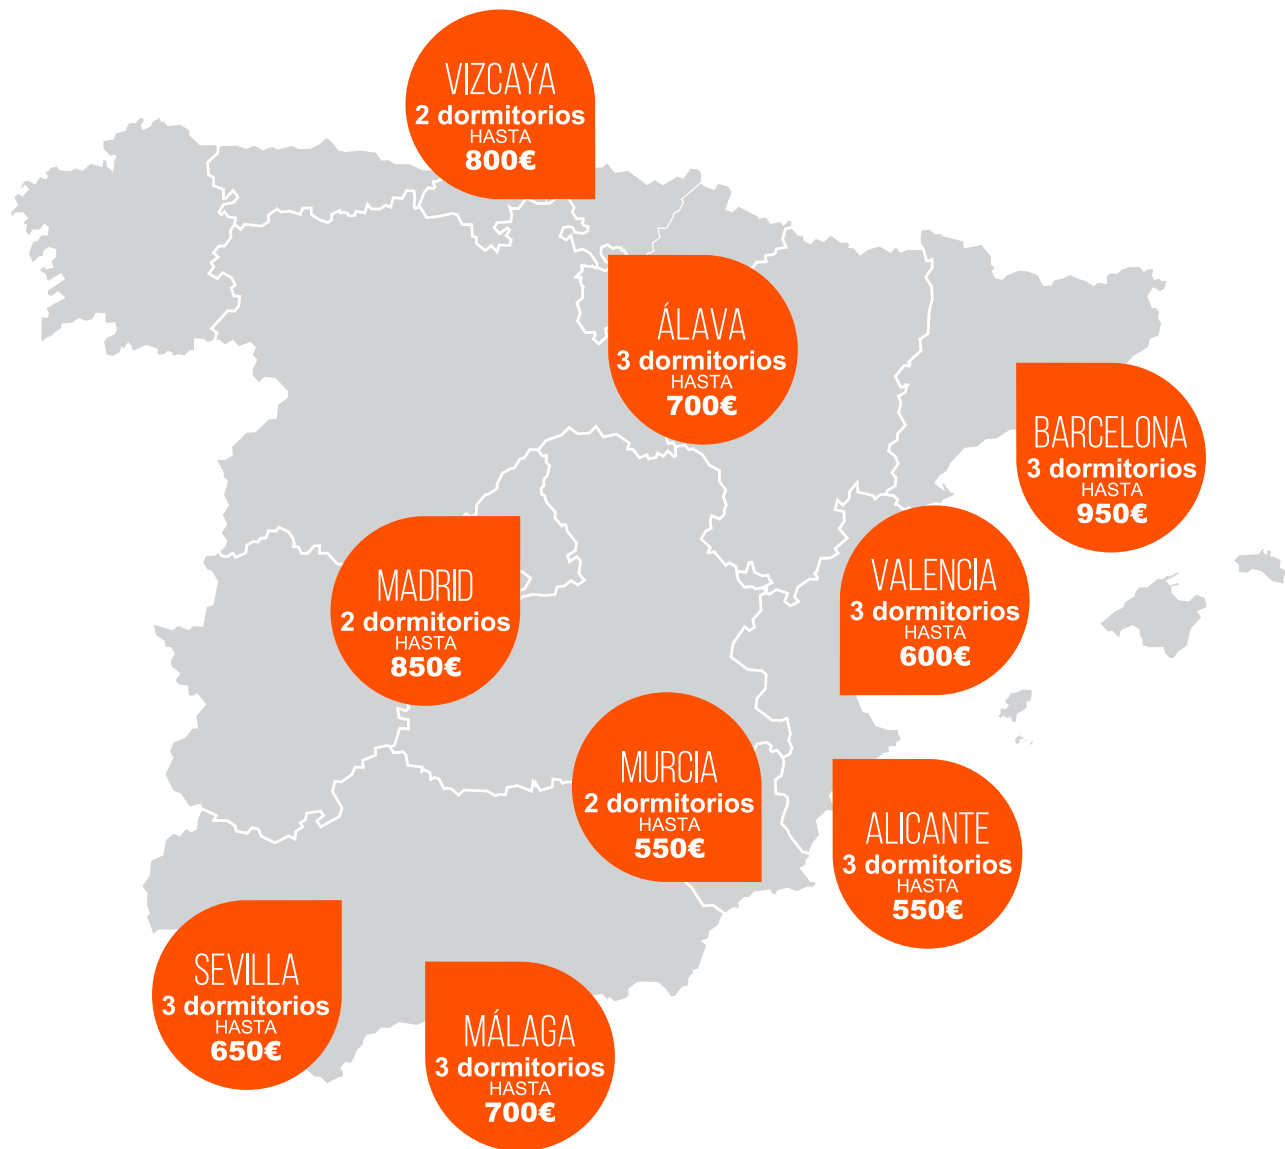 VIZCAYA
2 dormitorios
HASTA
800€
ÁLAVA
3 dormitorios
HASTA
700€
BARCELONA
3 dormitorios
HASTA
950€
MADRID
2 dormitorios
HASTA
850€
VALENCIA
3 dormitorios
HASTA
600€
MURCIA
2 dormitorios
HASTA
550€
ALICANTE
3 dormitorios
HASTA
550€
SEVILLA
3 dormitorios
HASTA
650€
MÁLAGA
3 dormitorios
HASTA
700€